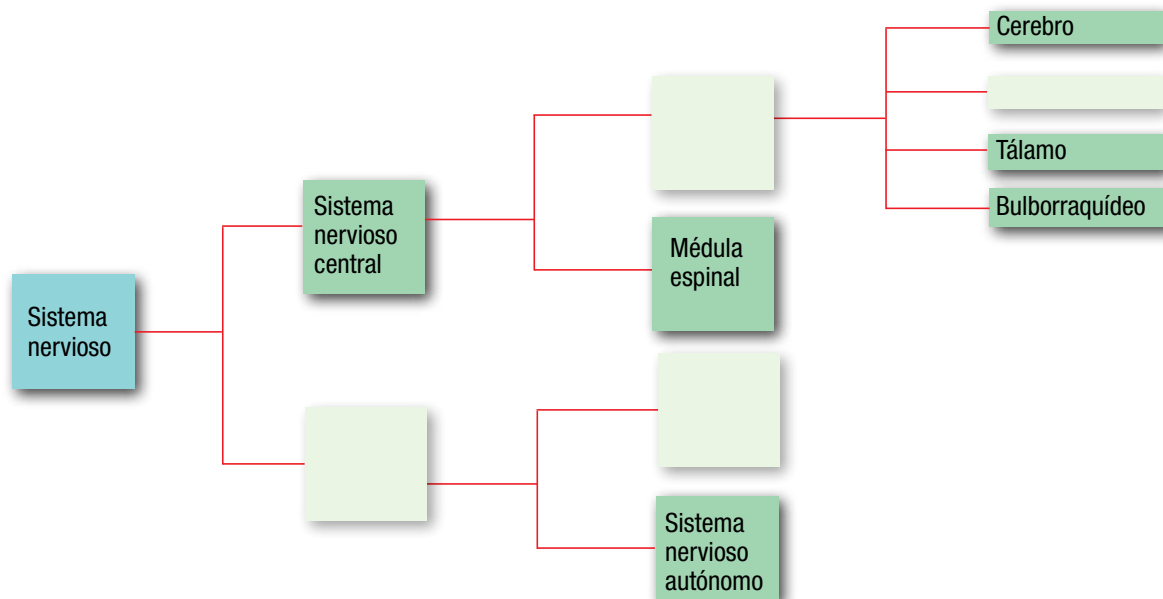 Cerebro
Tálamo
Bulborraquídeo
Sistema
nervioso
central
Médula
espinal
Sistema
nervioso
Sistema
nervioso
autónomo